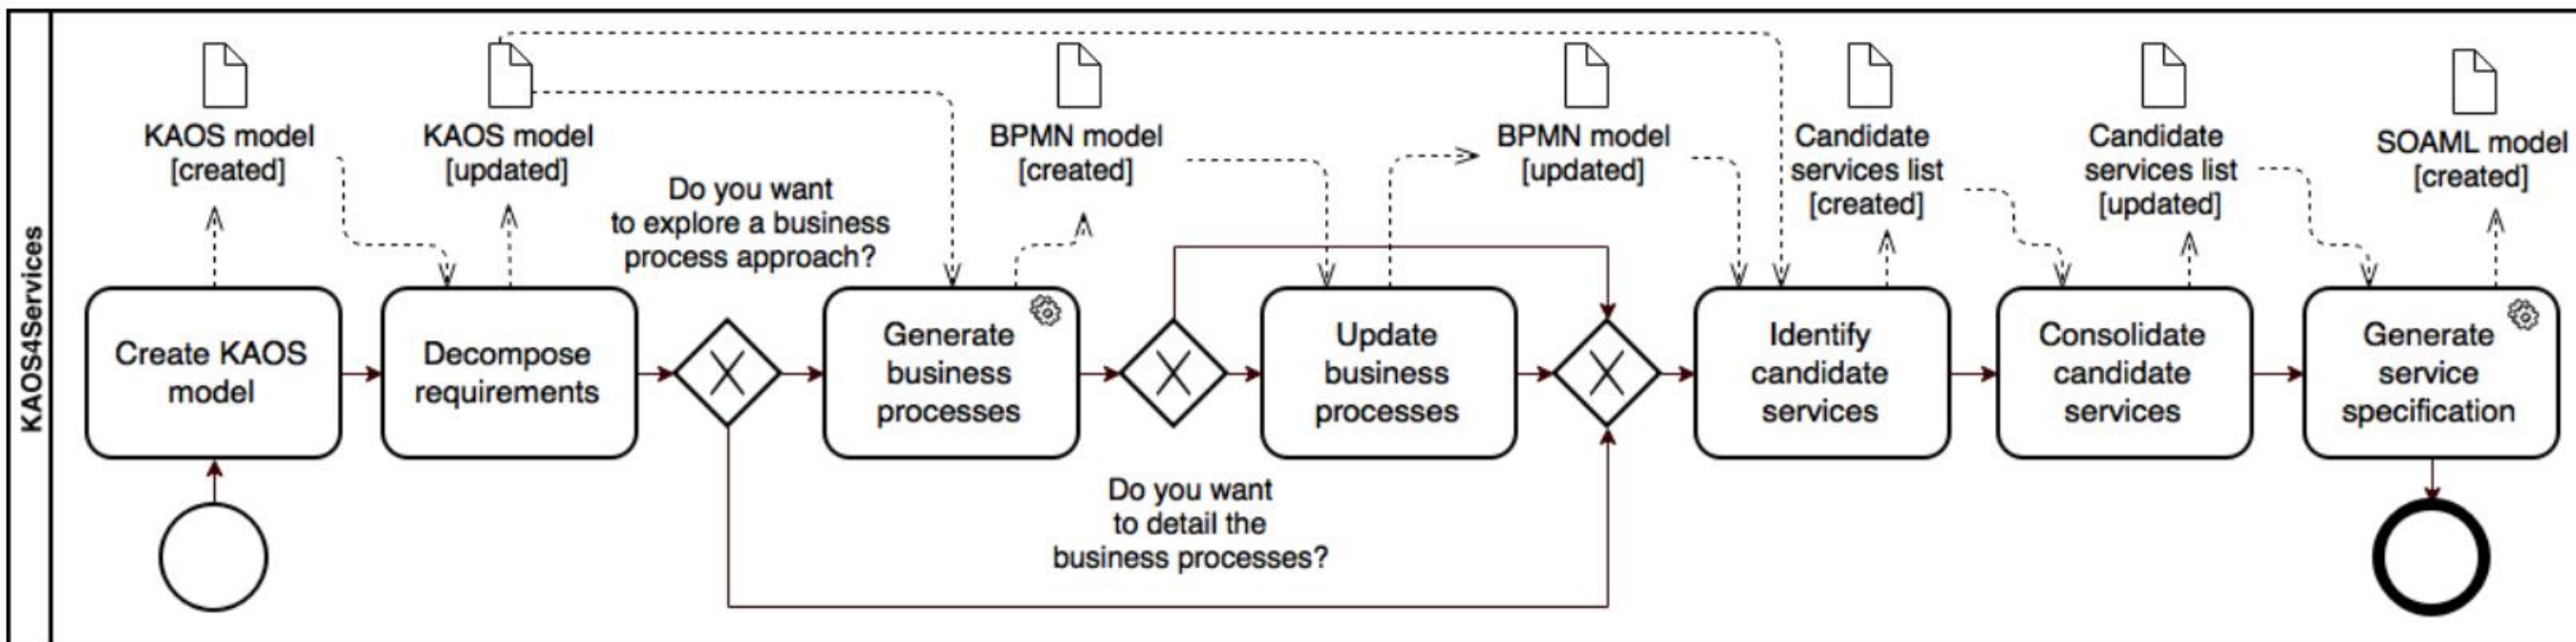 KAOS4Services
KAOS model
[created]
KAOS model
[updated]
BPMN model
[created]
BPMN model
[updated]
Candidate
services list
[created]
Candidate
services list
[updated]
SOAML model
[created]
Do you want
to explore a business
process approach?
Create KAOS
model
Decompose
requirements
Generate
business
processes
Update
business
processes
Identify
candidate
services
Consolidate
candidate
services
Generate
service
specification
Do you want
to detail the
business processes?